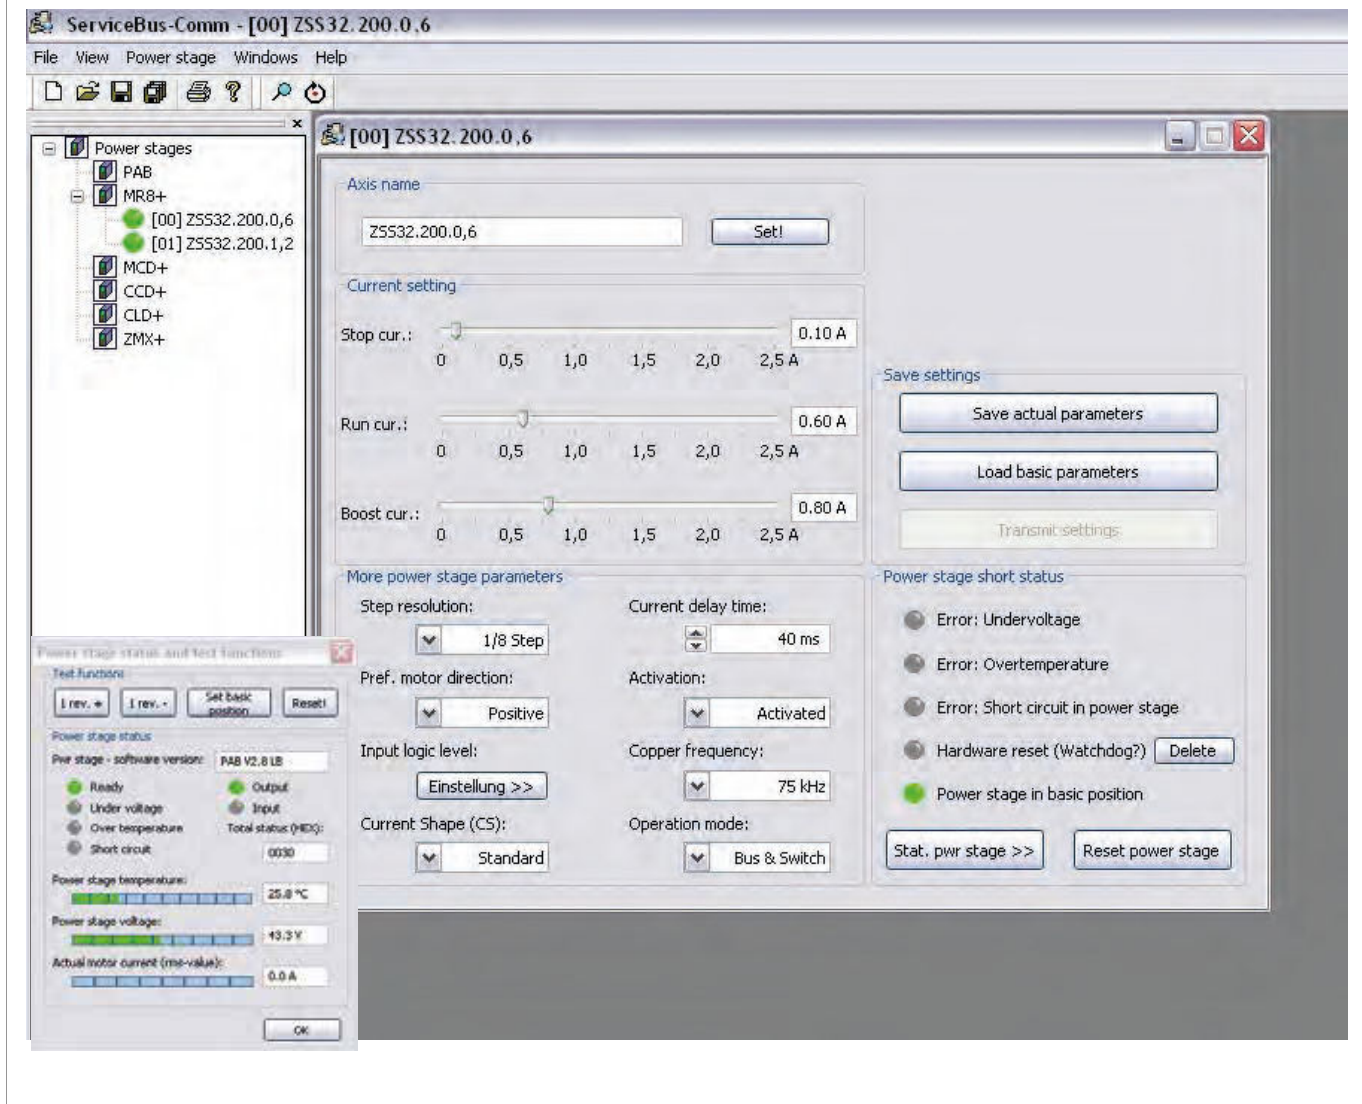 ServiceBus-Comm - [00] ZSS32.200.0,6
File View Power stage Windows Help
Power stages
PAB
MR8+
[00] ZSS32.200.0,6
[01] ZSS32.200.1,2
MCD+
CCD+
CLD+
ZMX+
[00] ZSS32.200.0,6
Axis name
ZSS32.200.0,6 Set!
Current setting
Stop cur.: 0.10 A
0 0,5 1,0 1,5 2,0 2,5 A
Run cur.: 0.60 A
0 0,5 1,0 1,5 2,0 2,5 A
Boost cur.: 0.80 A
0 0,5 1,0 1,5 2,0 2,5 A
More power stage parameters
Step resolution: Current delay time:
1/8 Step 40 ms
Pref. motor direction: Activation:
Positive Activated
Input logic level: Copper frequency:
Einstellung >> 75 kHz
Current Shape (CS): Operation mode:
Standard Bus & Switch
Save settings
Save actual parameters
Load basic parameters
Transmit settings
Power stage short status
Error: Undervoltage
Error: Overtemperature
Error: Short circuit in power stage
Hardware reset (Watchdog?) Delete
Power stage in basic position
Stat. pwr stage >> Reset power stage
Power stage status and test functions
Test functions
1 rev. + 1 rev. - Set basic position Reset!
Power stage status
Pwr stage - software version: PAB V2.8 LB
Ready Output
Under voltage Input
Over temperature Total status (HEX):
Short circuit 0030
Power stage temperature:
25.8 °C
Power stage voltage:
43.3 V
Actual motor current (rms-value):
0.0 A
OK